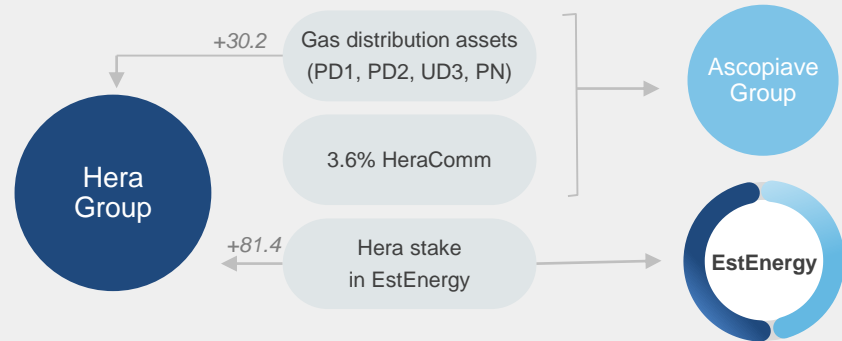 +30.2
Gas distribution assets
(PD1, PD2, UD3, PN)
Ascopiave
Group
3.6% HeraComm
Hera
Group
+81.4
Hera stake
in EstEnergy
EstEnergy